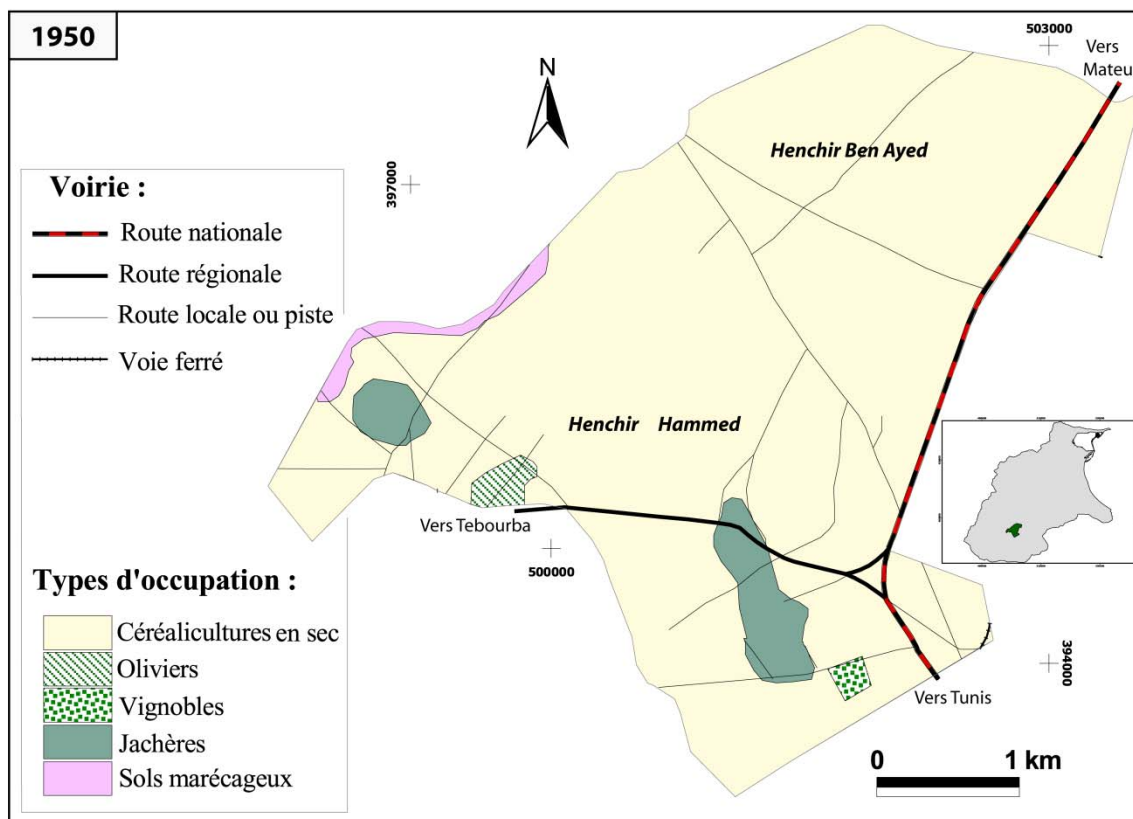 1950
N
503000
Vers
Mateu
Henchir Ben Ayed
397000
Voirie :
Route nationale
Route régionale
Route locale ou piste
Voie ferré
Henchir Hammed
Vers Tebourba
500000
Types d'occupation :
Céréalicultures en sec
Oliviers
Vignobles
Jachères
Sols marécageux
394000
Vers Tunis
0 1 km